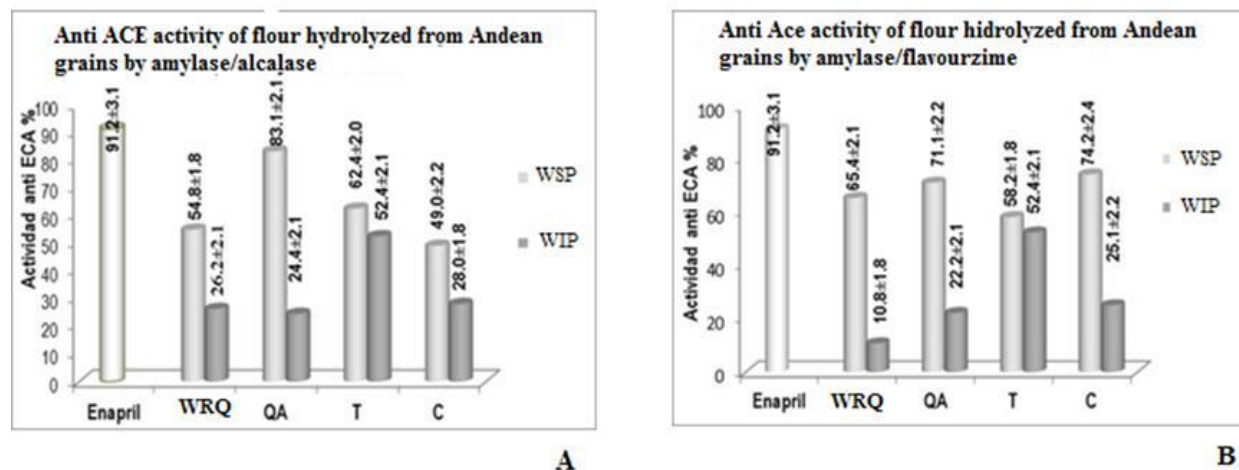 Anti ACE activity of flour hydrolyzed from Andean
grains by amylase/alcalase
Actividad anti ECA %
100
90
80
70
60
50
40
30
20
10
0
91.2±3.1
54.8±1.8
26.2±2.1
83.1±2.1
24.4±2.1
62.4±2.0
52.4±2.1
49.0±2.2
28.0±1.8
WSP
WIP
Enapril WRQ QA T C
A
Anti Ace activity of flour hidrolyzed from Andean
grains by amylase/flavourzime
Actividad anti ECA %
100
80
60
40
20
0
91.2±3.1
65.4±2.1
10.8±1.8
71.1±2.2
22.2±2.1
58.2±1.8
52.4±2.1
74.2±2.4
25.1±2.2
WSP
WIP
Enapril WRQ QA T C
B